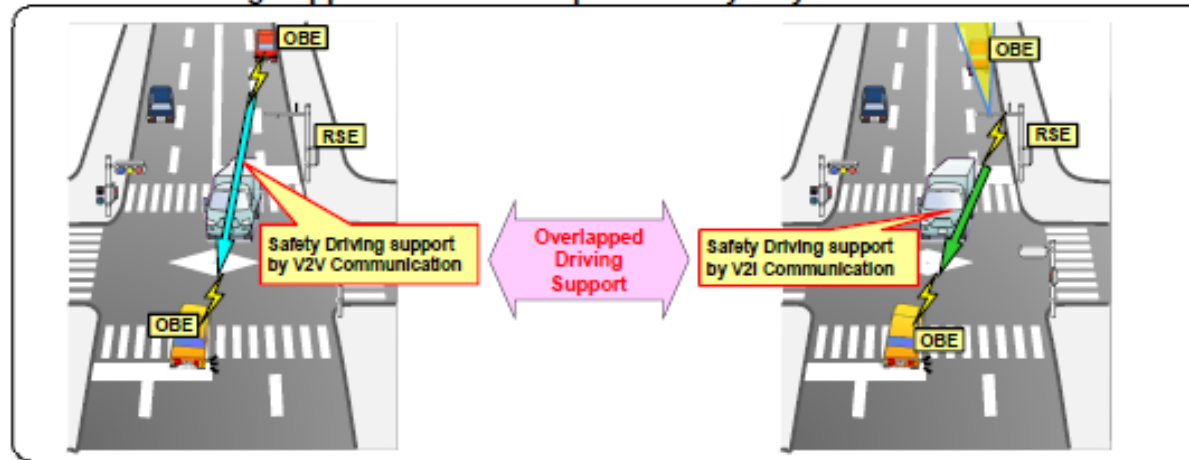 OBE
RSE
Safety Driving support
by V2V Communication
OBE
Overlapped
Driving
Support
OBE
RSE
Safety Driving support
by V2I Communication
OBE